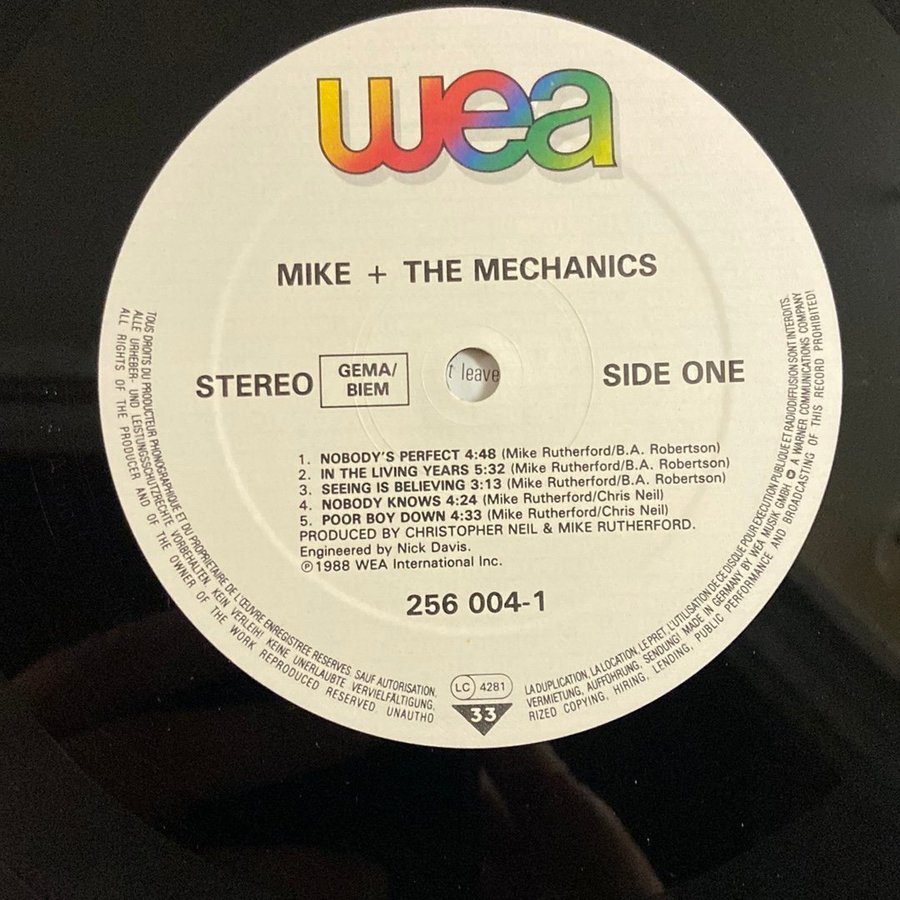 wea
MIKE + THE MECHANICS
STEREO
GEMA/
BIEM
t leave
SIDE ONE
1. NOBODY'S PERFECT 4:48 (Mike Rutherford/B.A. Robertson)
2. IN THE LIVING YEARS 5:32 (Mike Rutherford/B.A. Robertson)
3. SEEING IS BELIEVING 3:13 (Mike Rutherford/B.A. Robertson)
4. NOBODY KNOWS 4:24 (Mike Rutherford/Chris Neil)
5. POOR BOY DOWN 4:33 (Mike Rutherford/Chris Neil)
PRODUCED BY CHRISTOPHER NEIL & MIKE RUTHERFORD.
Engineered by Nick Davis.
℗1988 WEA International Inc.
256 004-1
TOUS DROITS DU PRODUCTEUR PHONOGRAPHIQUE ET DU PROPRIETAIRE DE L'ŒUVRE ENREGISTREE RESERVES. SAUF AUTORISATION,
LA DUPLICATION, LA LOCATION, LE PRET, L'UTILISATION DE CE DISQUE POUR EXECUTION PUBLIQUE ET RADIODIFFUSION SONT INTERDITS.
ALLE URHEBER- UND LEISTUNGSSCHUTZRECHTE VORBEHALTEN. KEIN VERLEIH! KEINE UNERLAUBTE VERVIELFÄLTIGUNG,
VERMIETUNG, AUFFÜHRUNG, SENDUNG! MADE IN GERMANY BY WEA MUSIK GMBH. A WARNER COMMUNICATIONS COMPANY
ALL RIGHTS OF THE PRODUCER AND OF THE OWNER OF THE WORK REPRODUCED RESERVED UNAUTHO
RIZED COPYING, HIRING, LENDING, PUBLIC PERFORMANCE AND BROADCASTING OF THIS RECORD PROHIBITED!
LC 4281
33